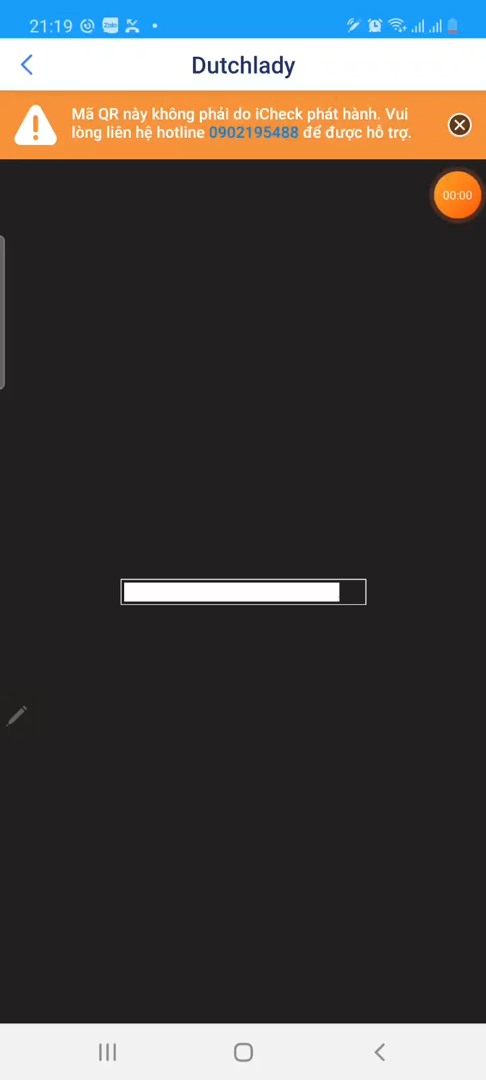 21:19
Zalo
Dutchlady
Mã QR này không phải do iCheck phát hành. Vui
lòng liên hệ hotline 0902195488 để được hỗ trợ.
00:00